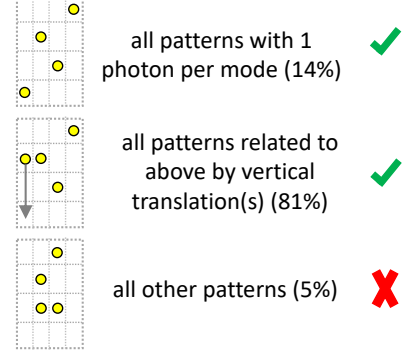 all patterns with 1
photon per mode (14%)
all patterns related to
above by vertical
translation(s) (81%)
all other patterns (5%)